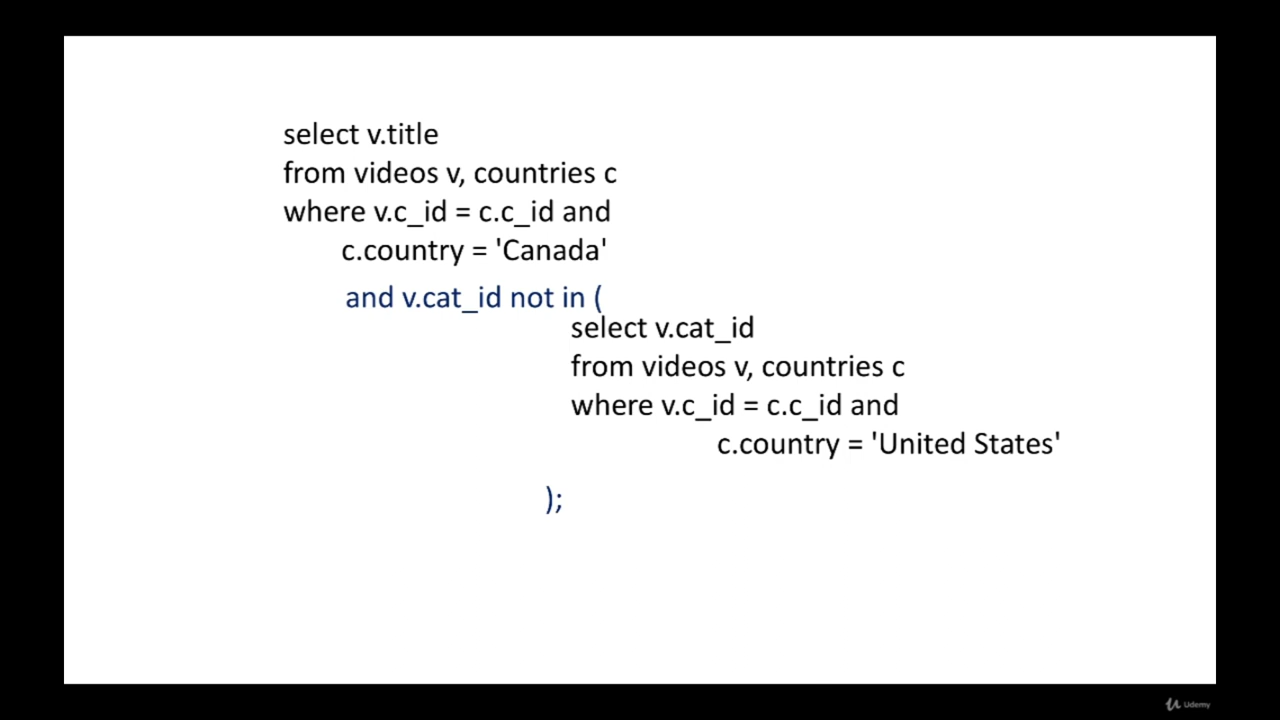 select v.title
from videos v, countries c
where v.c_id = c.c_id and
c.country = 'Canada'
and v.cat_id not in (
select v.cat_id
from videos v, countries c
where v.c_id = c.c_id and
c.country = 'United States'
);
Udemy